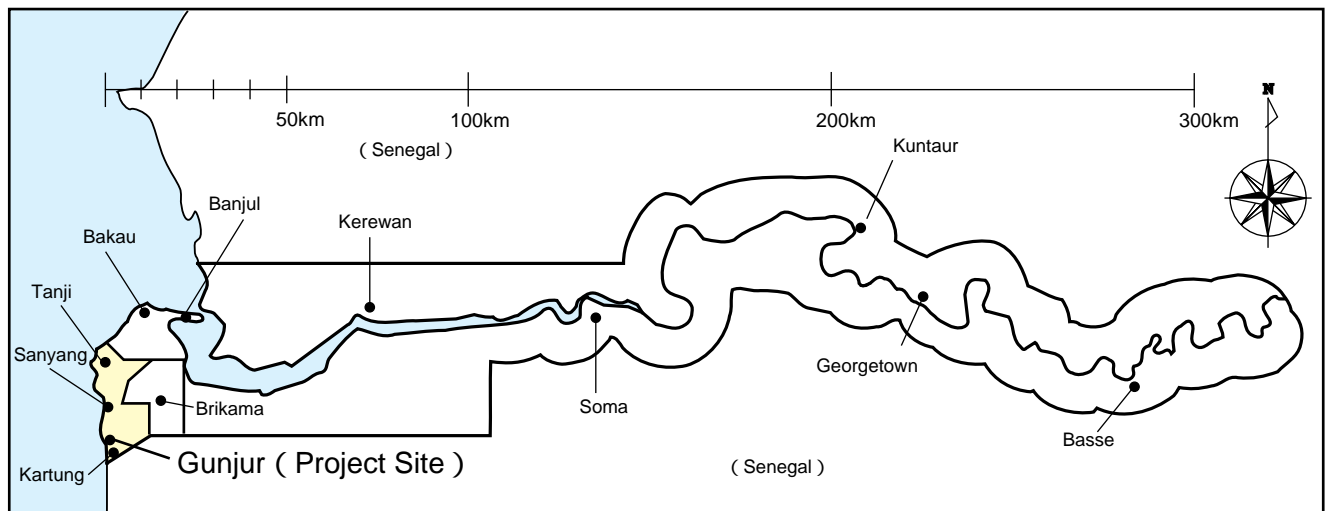 N
50km
100km
200km
300km
( Senegal )
Kuntaur
Banjul
Kerewan
Bakau
Tanji
Sanyang
Georgetown
Brikama
Soma
Basse
Gunjur ( Project Site )
( Senegal )
Kartung